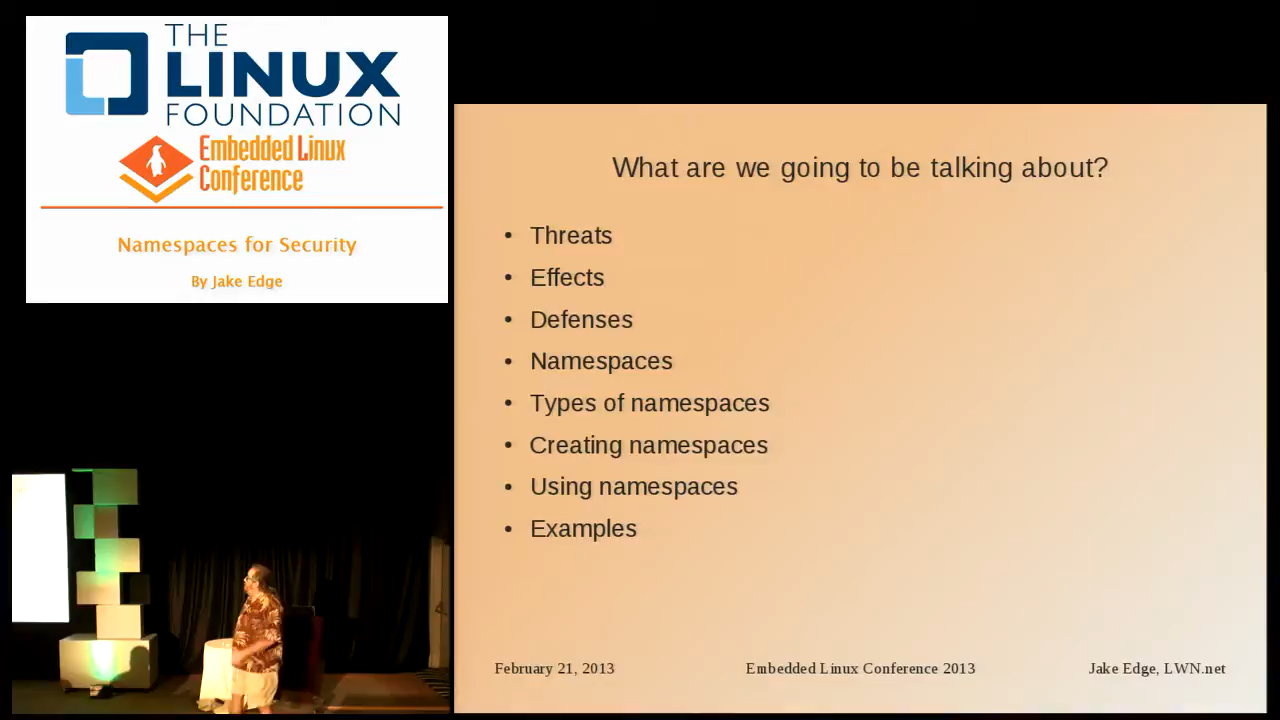 THE
LINUX
FOUNDATION
Embedded Linux
Conference
Namespaces for Security
By Jake Edge
What are we going to be talking about?
• Threats
• Effects
• Defenses
• Namespaces
• Types of namespaces
• Creating namespaces
• Using namespaces
• Examples
February 21, 2013
Embedded Linux Conference 2013
Jake Edge, LWN.net